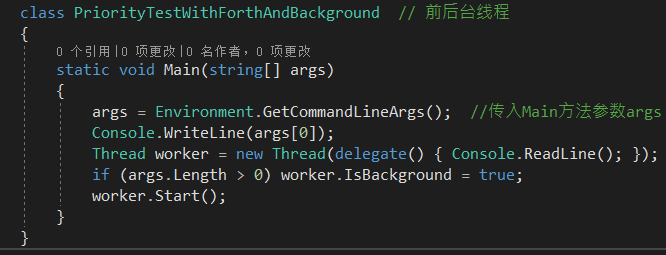 class PriorityTestWithForthAndBackground  // 前后台线程
{
0 个引用|0 项更改|0 名作者，0 项更改
static void Main(string[] args)
{
args = Environment.GetCommandLineArgs();  //传入Main方法参数args
Console.WriteLine(args[0]);
Thread worker = new Thread(delegate() { Console.ReadLine(); });
if (args.Length > 0) worker.IsBackground = true;
worker.Start();
}
}